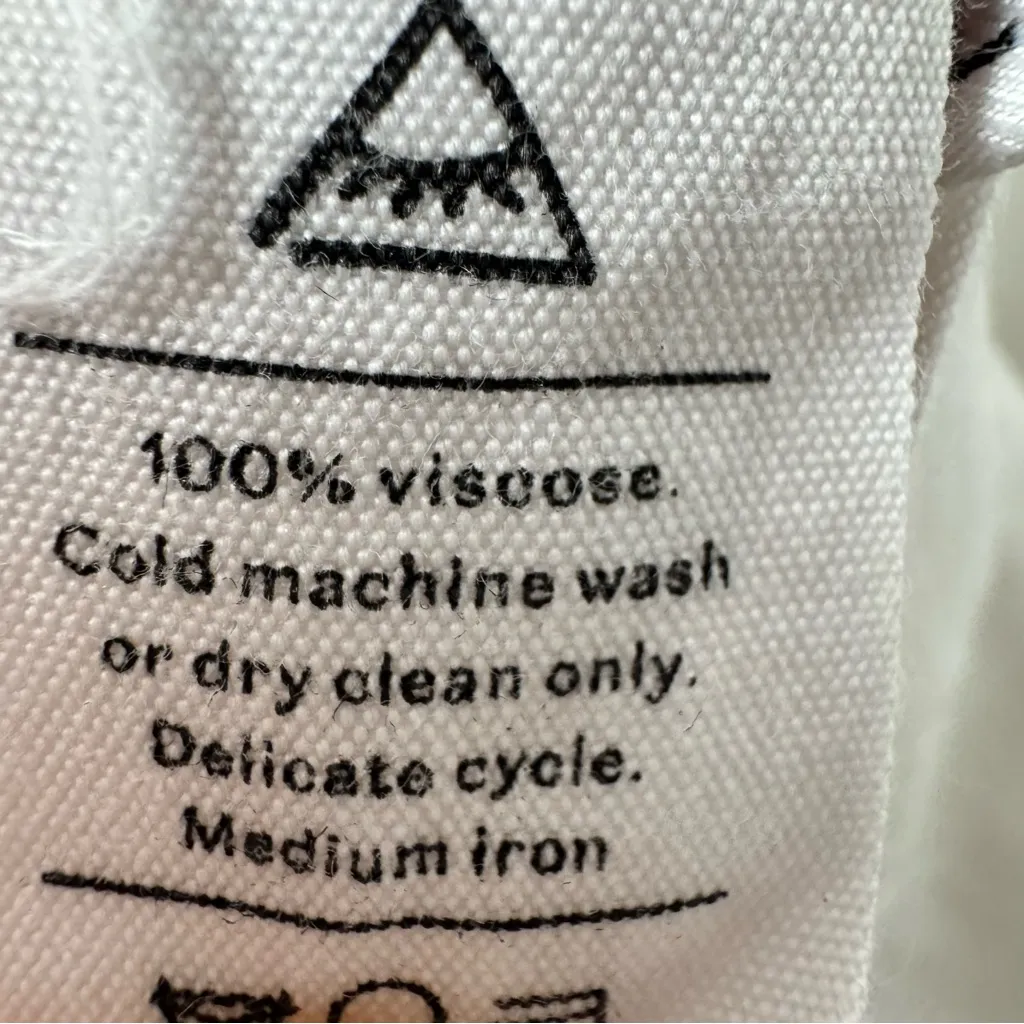 100% viscose.
Cold machine wash
or dry clean only.
Delicate cycle.
Medium iron